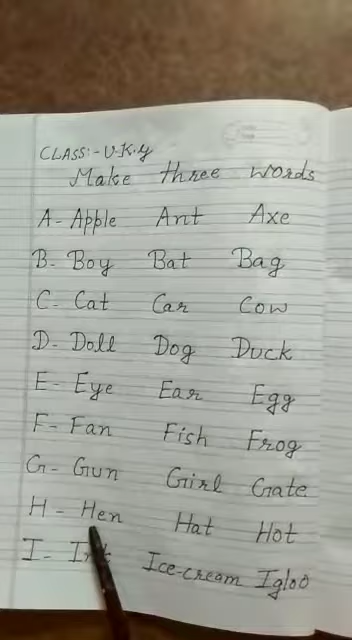 CLASS:- U.K.G
Make three words
A- Apple Ant Axe
B- Boy Bat Bag
C- Cat Car Cow
D- Doll Dog Duck
E- Eye Ear Egg
F- Fan Fish Frog
G- Gun Girl Gate
H - Hen Hat Hot
I - Ice-cream Igloo